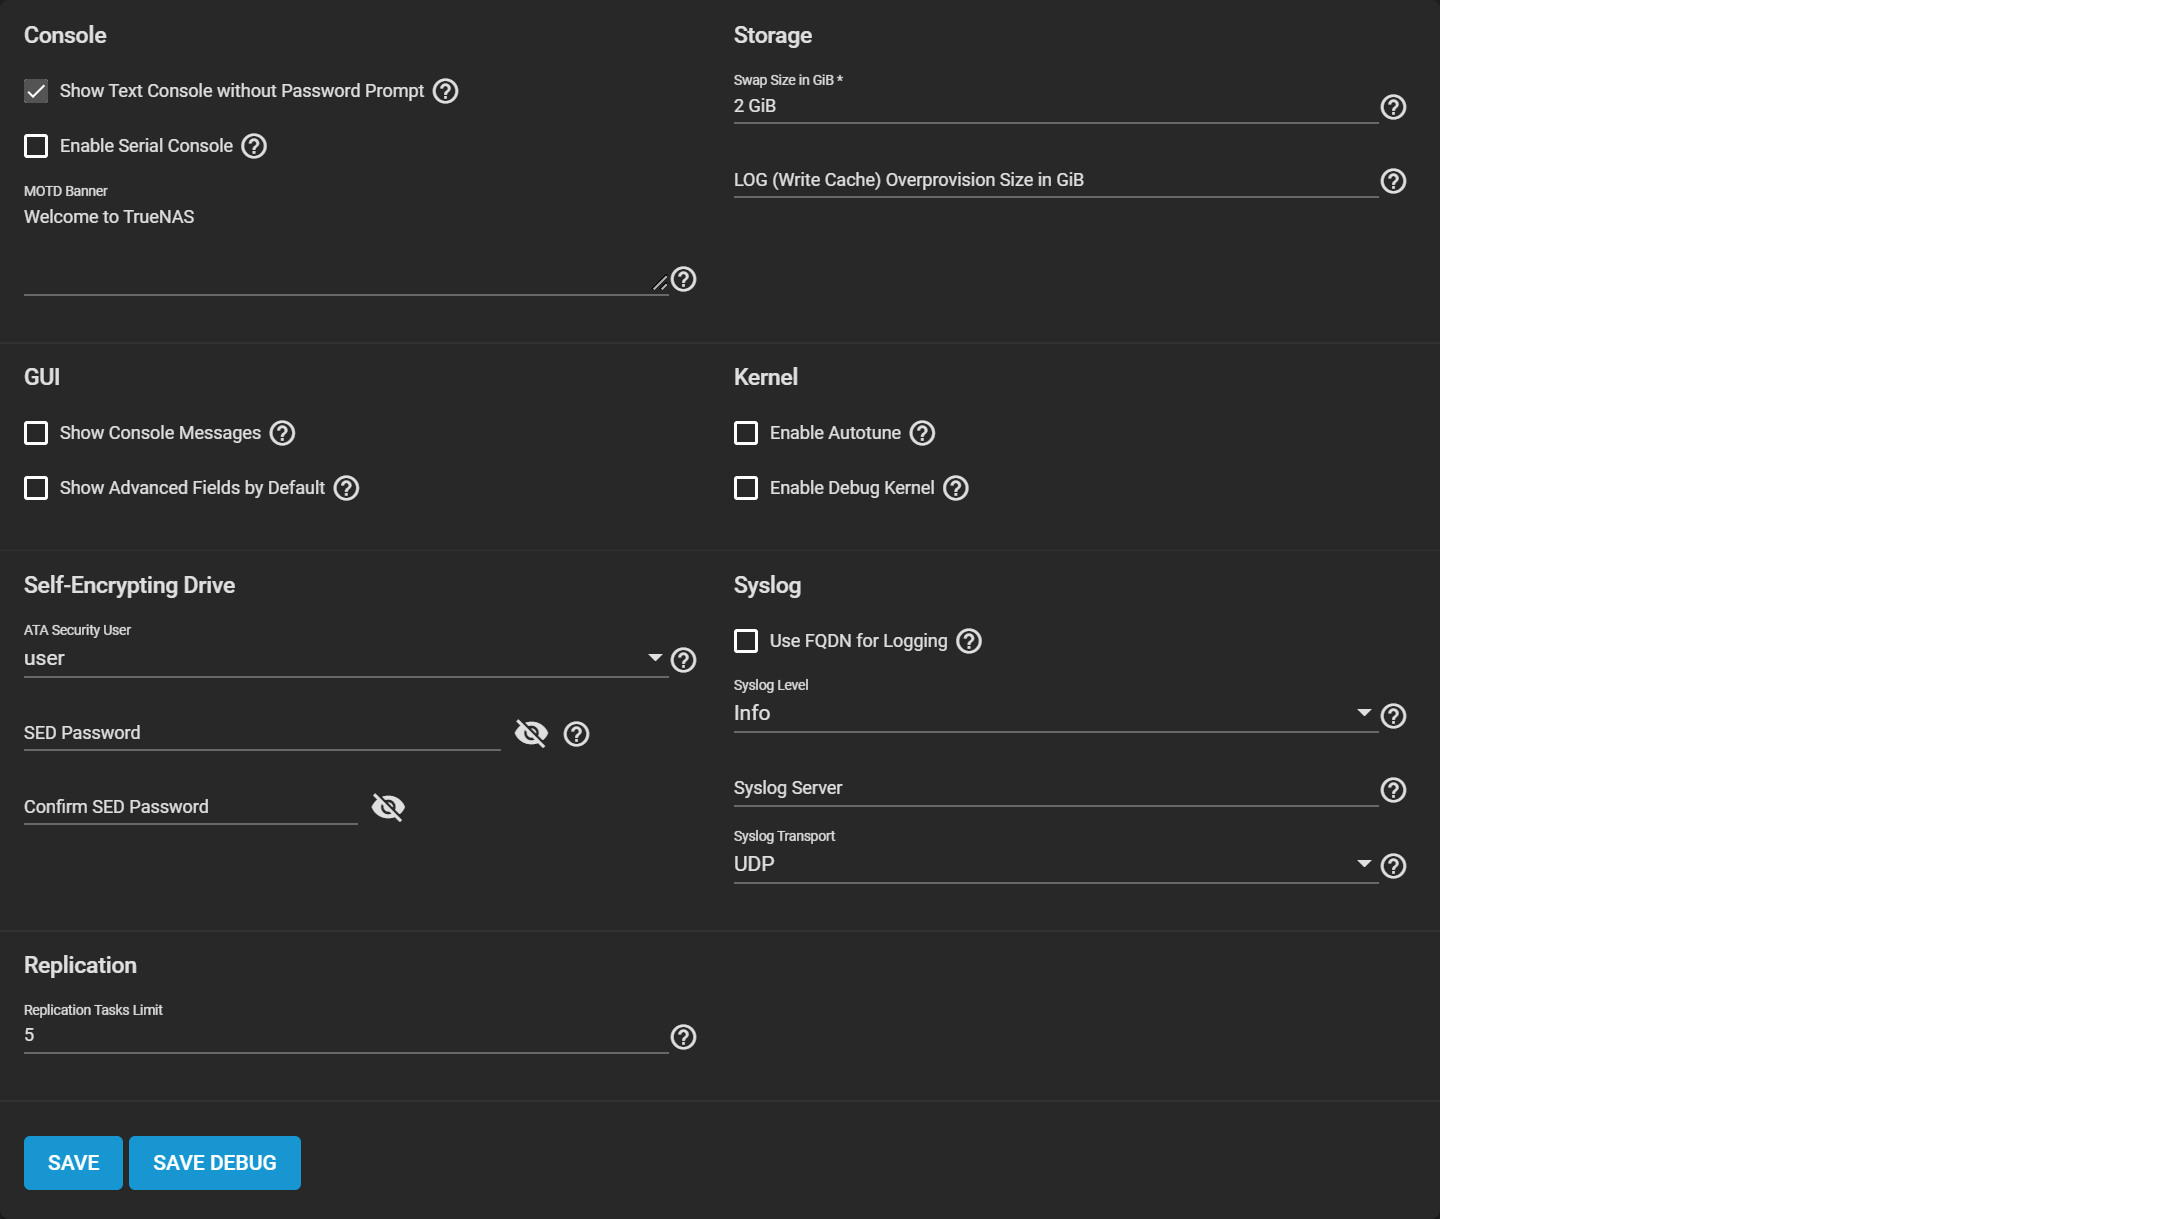 Console
Show Text Console without Password Prompt
Enable Serial Console
MOTD Banner
Welcome to TrueNAS
Storage
Swap Size in GiB *
2 GiB
LOG (Write Cache) Overprovision Size in GiB
GUI
Show Console Messages
Show Advanced Fields by Default
Kernel
Enable Autotune
Enable Debug Kernel
Self-Encrypting Drive
ATA Security User
user
SED Password
Confirm SED Password
Syslog
Use FQDN for Logging
Syslog Level
Info
Syslog Server
Syslog Transport
UDP
Replication
Replication Tasks Limit
5
SAVE
SAVE DEBUG